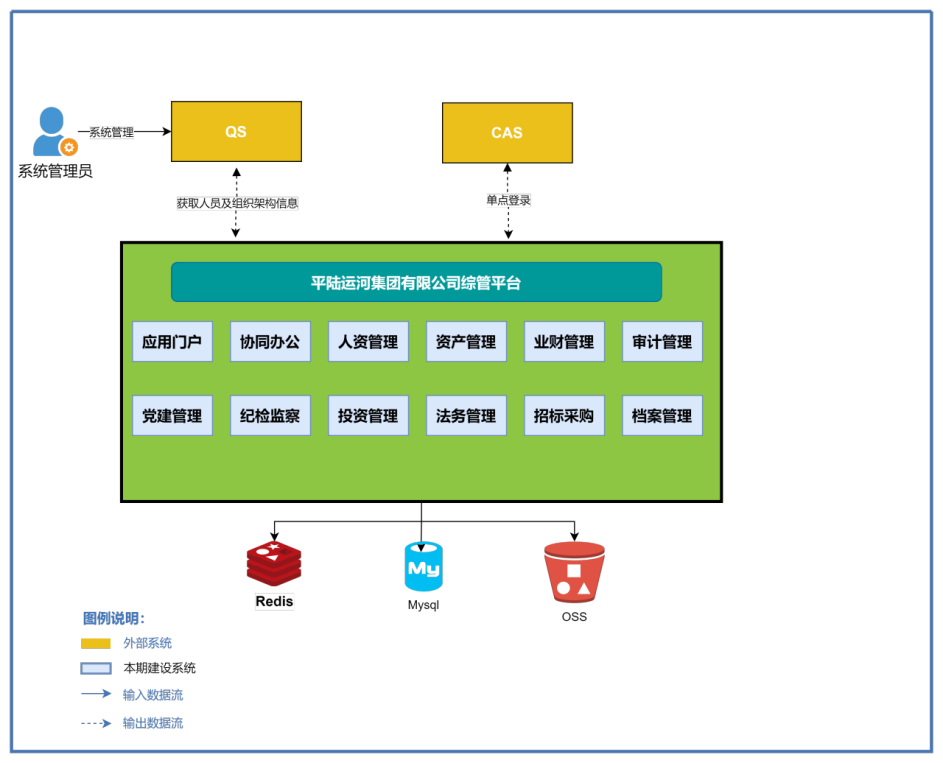 QS
CAS
系统管理
系统管理员
获取人员及组织架构信息
单点登录
平陆运河集团有限公司综管平台
应用门户
协同办公
人资管理
资产管理
业财管理
审计管理
党建管理
纪检监察
投资管理
法务管理
招标采购
档案管理
My
Redis
Mysql
OSS
图例说明：
外部系统
本期建设系统
输入数据流
输出数据流